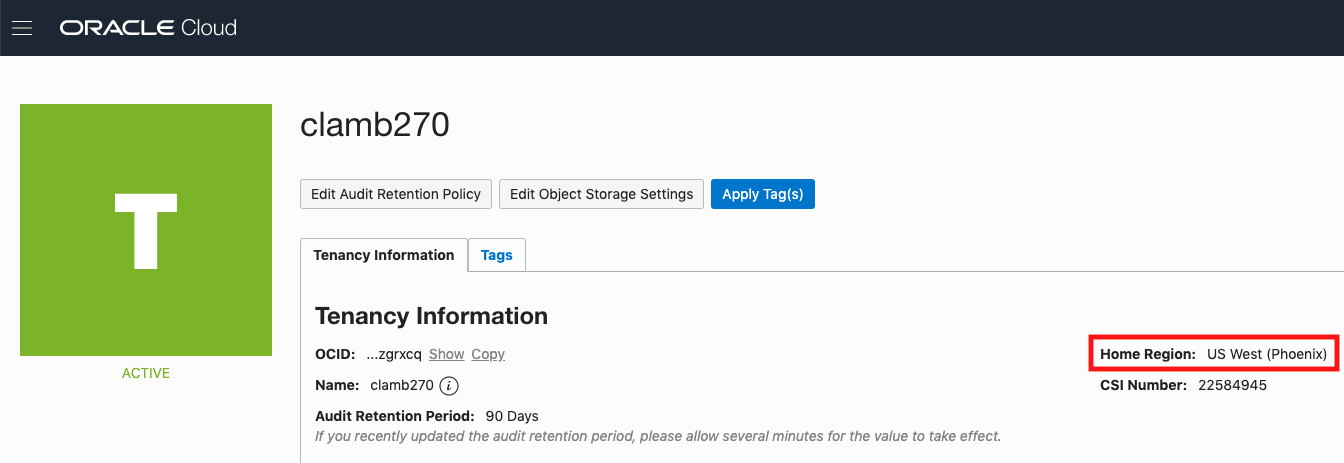 ORACLE Cloud
clamb270
Edit Audit Retention Policy Edit Object Storage Settings Apply Tag(s)
T
Tenancy Information Tags
Tenancy Information
OCID: ...zgrxcq Show Copy Home Region: US West (Phoenix)
ACTIVE
Name: clamb270 i CSI Number: 22584945
Audit Retention Period: 90 Days
If you recently updated the audit retention period, please allow several minutes for the value to take effect.